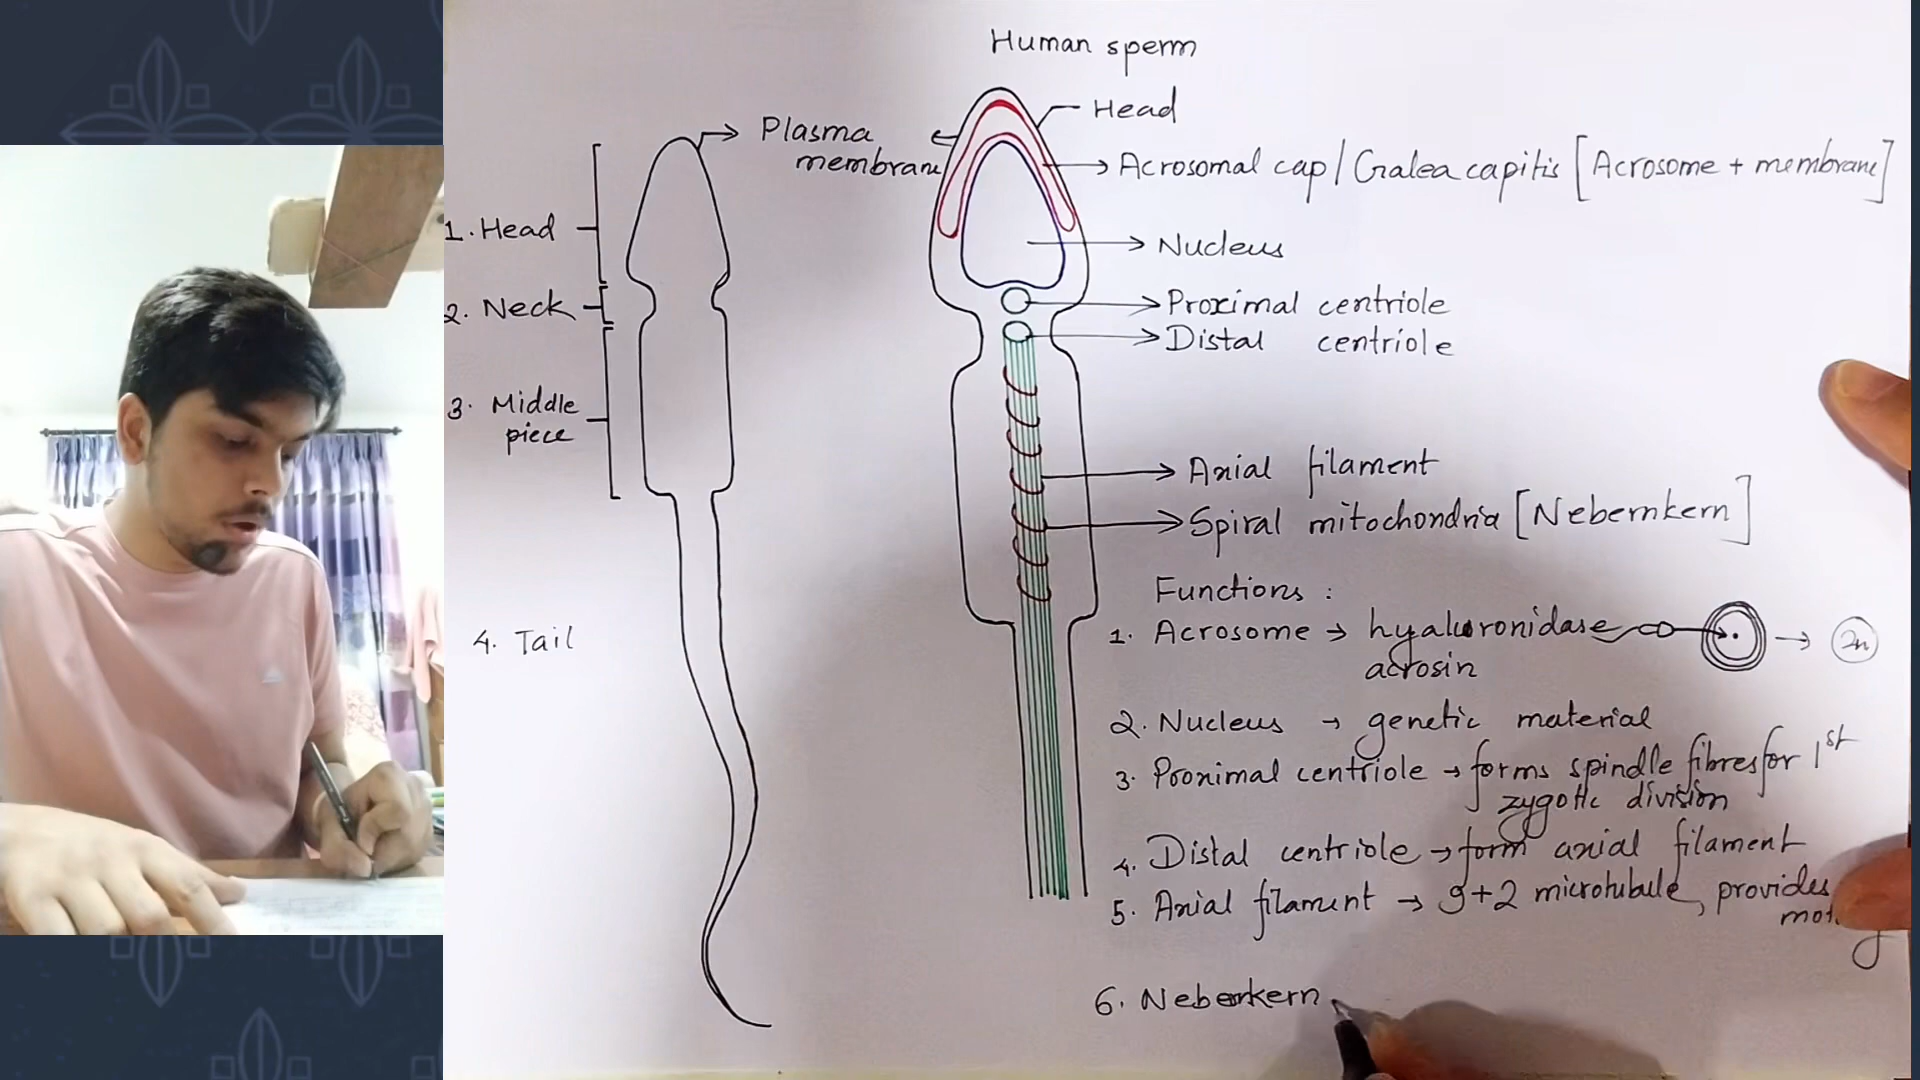 Human sperm
Head
Plasma
membrane
Acrosomal cap/Galea capitis [Acrosome + membrane]
1. Head
Nucleus
2. Neck
Proximal centriole
Distal centriole
3. Middle
piece
Axial filament
Spiral mitochondria [Nebernkern]
Functions :
1. Acrosome → hyaluronidase → 2n
acrosin
4. Tail
2. Nucleus → genetic material
3. Proximal centriole → forms spindle fibres for 1st
zygotic division
4. Distal centriole → form axial filament
5. Axial filament → 9+2 microtubule, provides
6. Nebenkern